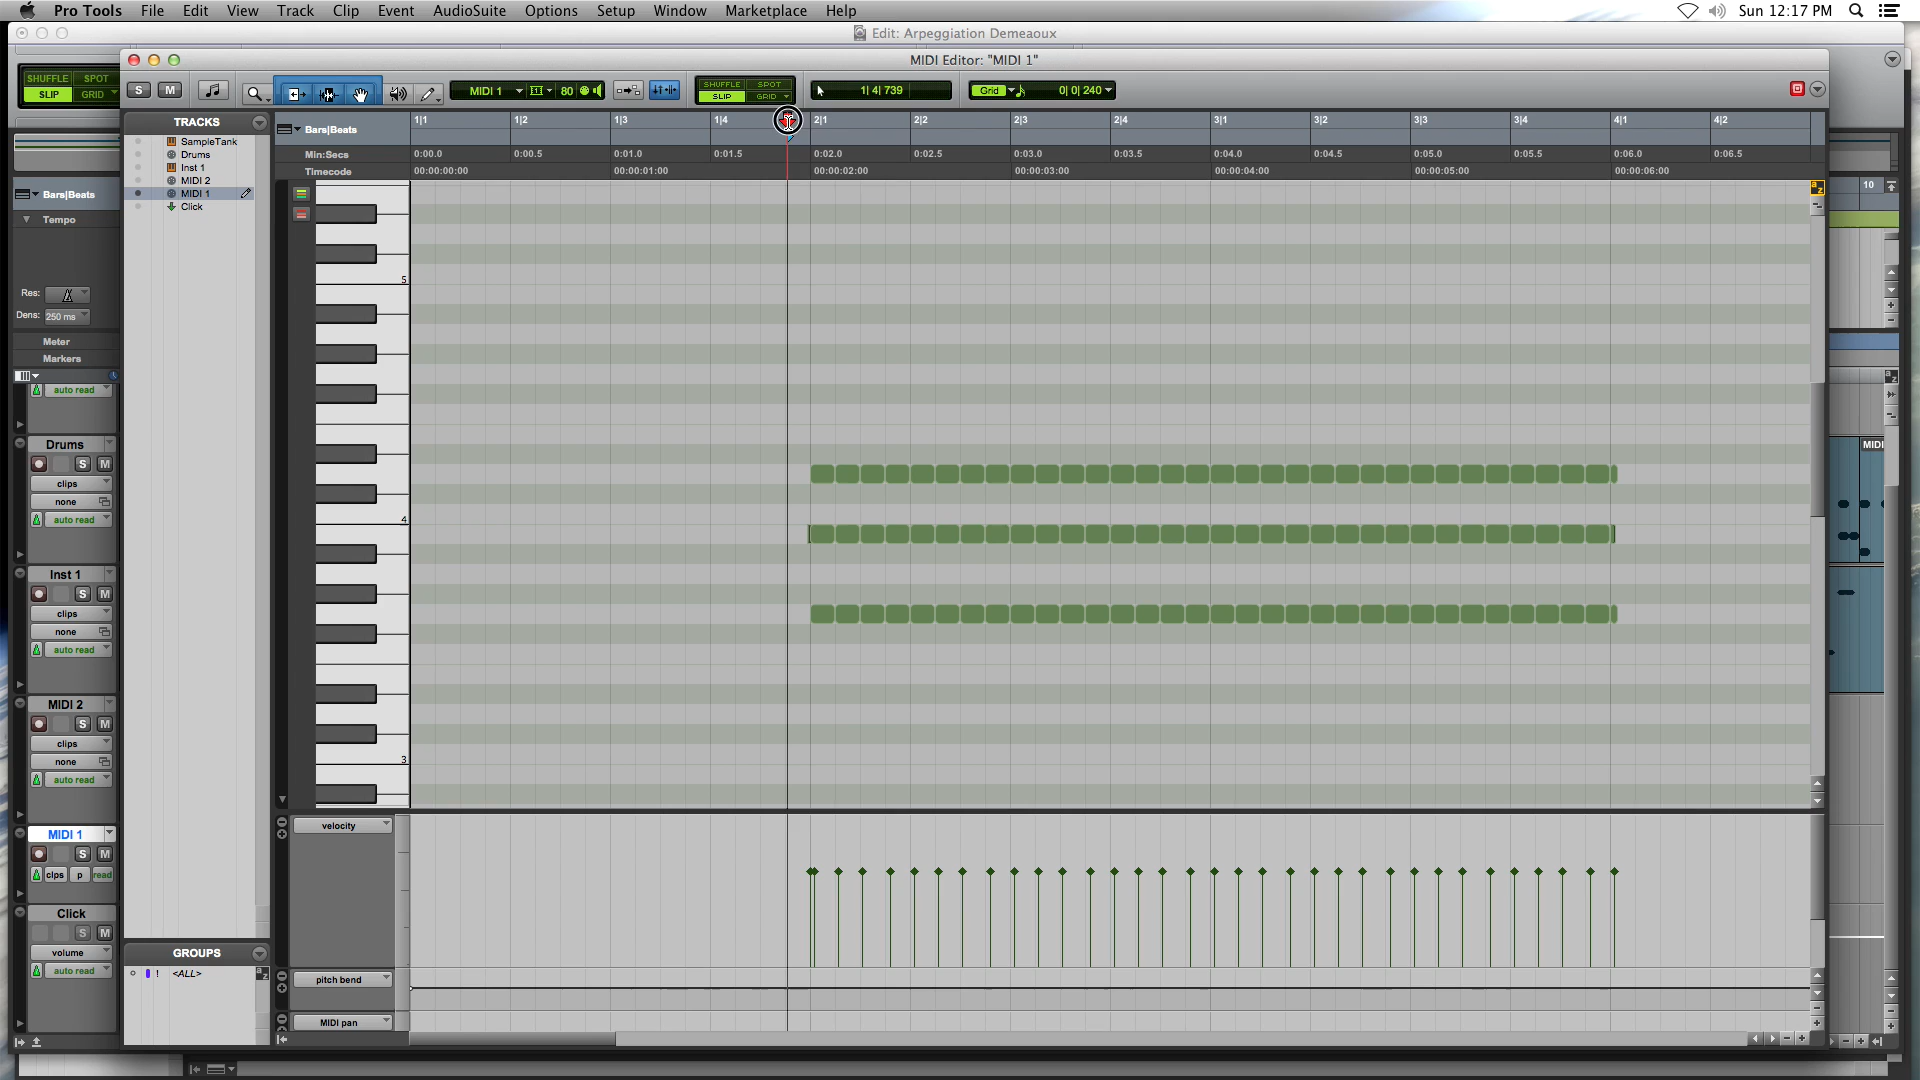 Pro Tools File Edit View Track Clip Event AudioSuite Options Setup Window Marketplace Help Sun 12:17 PM
Edit: Arpeggiation Demeaoux
MIDI Editor: "MIDI 1"
SHUFFLE SPOT
SLIP GRID
S M MIDI 1 80
SHUFFLE SPOT
SLIP GRID
1| 4| 739
Grid 0| 0| 240
TRACKS
SampleTank
Drums
Inst 1
MIDI 2
MIDI 1
Click
Bars|Beats 1|1 1|2 1|3 1|4 2|1 2|2 2|3 2|4 3|1 3|2 3|3 3|4 4|1 4|2
Min:Secs 0:00.0 0:00.5 0:01.0 0:01.5 0:02.0 0:02.5 0:03.0 0:03.5 0:04.0 0:04.5 0:05.0 0:05.5 0:06.0 0:06.5
Timecode 00:00:00:00 00:00:01:00 00:00:02:00 00:00:03:00 00:00:04:00 00:00:05:00 00:00:06:00
10
Bars|Beats
Tempo
Res:
Dens: 250 ms
Meter
Markers
auto read
Drums
S M
clips
none
auto read
Inst 1
S M
clips
none
auto read
MIDI 2
S M
clips
none
auto read
MIDI 1
S M
clps p read
Click
S M
volume
auto read
5
4
3
a z
MIDI
velocity
pitch bend
MIDI pan
GROUPS
! <ALL>
a z